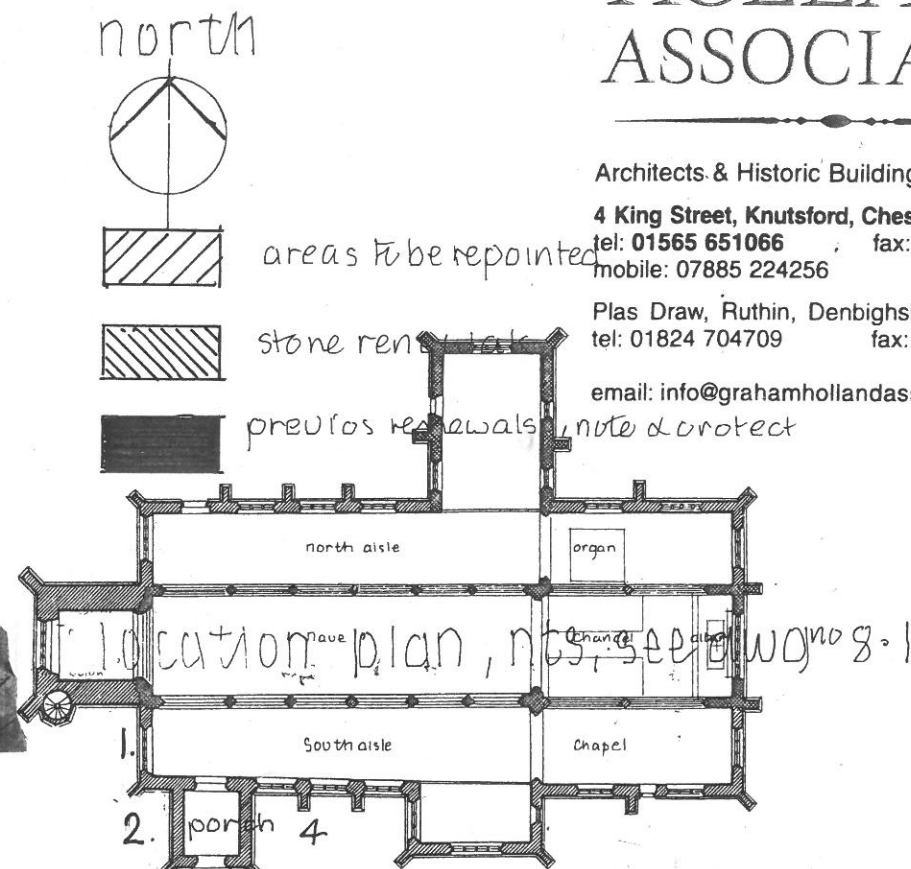 north
ASSOCIA
Architects & Historic Building
4 King Street, Knutsford, Ches
tel: 01565 651066 fax:
mobile: 07885 224256
Plas Draw, Ruthin, Denbighs
tel: 01824 704709 fax:
email: info@grahamhollandas
areas to be repointed
stone renewals
previos renewals, note & protect
north aisle
organ
nave
chancel
altar
location plan, nts, see dwg no 8.1
South aisle
Chapel
1.
2.
porch
4